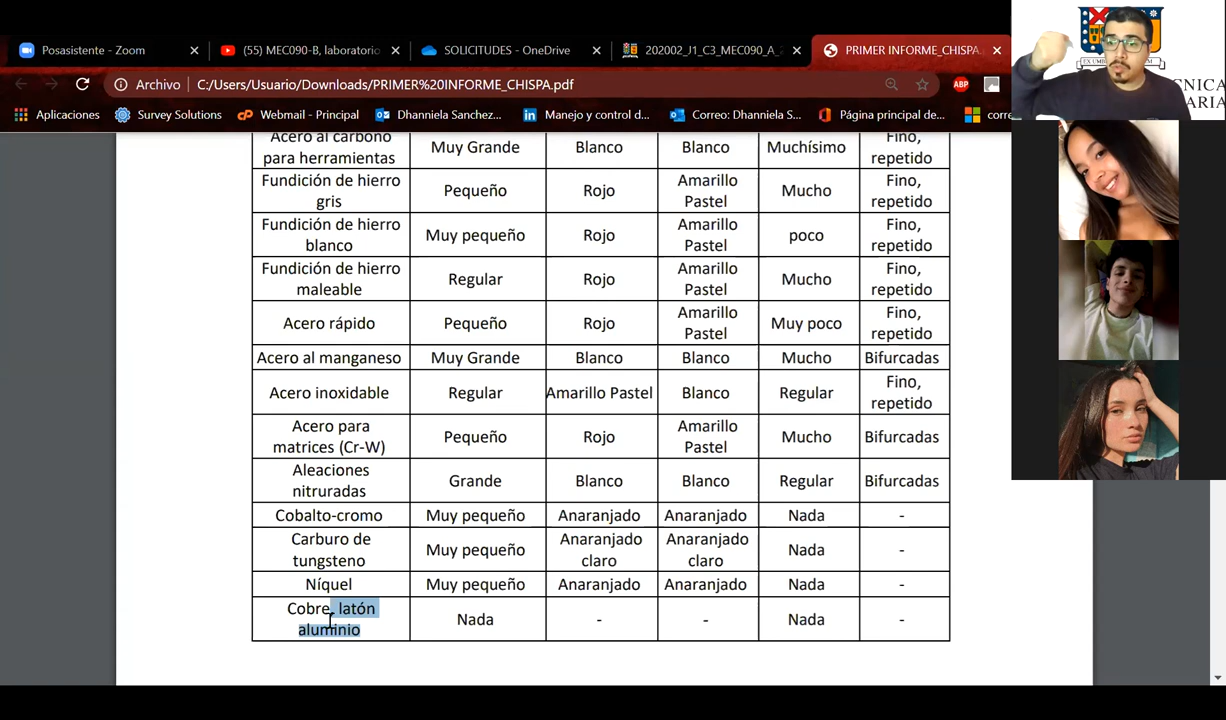 Posasistente - Zoom
(55) MEC090-B, laboratorio
SOLICITUDES - OneDrive
202002_J1_C3_MEC090_A_
PRIMER INFORME_CHISPA.p
Archivo
C:/Users/Usuario/Downloads/PRIMER%20INFORME_CHISPA.pdf
ABP
Aplicaciones
Survey Solutions
Webmail - Principal
Dhanniela Sanchez...
Manejo y control d...
Correo: Dhanniela S...
Página principal de...
corre
EX UMBR
CNICA
ARIA
Acero al carbono
para herramientas
Muy Grande
Blanco
Blanco
Muchísimo
Fino,
repetido
Fundición de hierro
gris
Pequeño
Rojo
Amarillo
Pastel
Mucho
Fino,
repetido
Fundición de hierro
blanco
Muy pequeño
Rojo
Amarillo
Pastel
poco
Fino,
repetido
Fundición de hierro
maleable
Regular
Rojo
Amarillo
Pastel
Mucho
Fino,
repetido
Acero rápido
Pequeño
Rojo
Amarillo
Pastel
Muy poco
Fino,
repetido
Acero al manganeso
Muy Grande
Blanco
Blanco
Mucho
Bifurcadas
Acero inoxidable
Regular
Amarillo Pastel
Blanco
Regular
Fino,
repetido
Acero para
matrices (Cr-W)
Pequeño
Rojo
Amarillo
Pastel
Mucho
Bifurcadas
Aleaciones
nitruradas
Grande
Blanco
Blanco
Regular
Bifurcadas
Cobalto-cromo
Muy pequeño
Anaranjado
Anaranjado
Nada
-
Carburo de
tungsteno
Muy pequeño
Anaranjado
claro
Anaranjado
claro
Nada
-
Níquel
Muy pequeño
Anaranjado
Anaranjado
Nada
-
Cobre, latón
aluminio
Nada
-
-
Nada
-